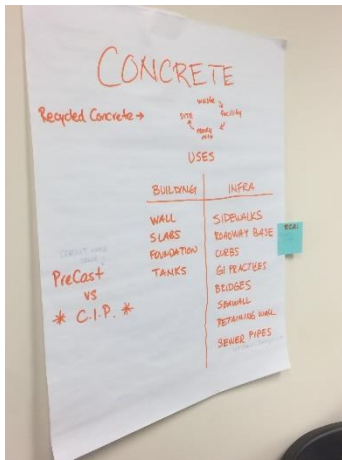 CONCRETE
Recycled Concrete →
waste
facility
SITE
USES
BUILDING
INFRA
WALL
SLABS
FOUNDATION
TANKS
SIDEWALKS
ROADWAY BASE
CURBS
GI PRACTICES
BRIDGES
SEAWALL
RETAINING WALL
SEWER PIPES
PreCast
vs
* C.I.P. *